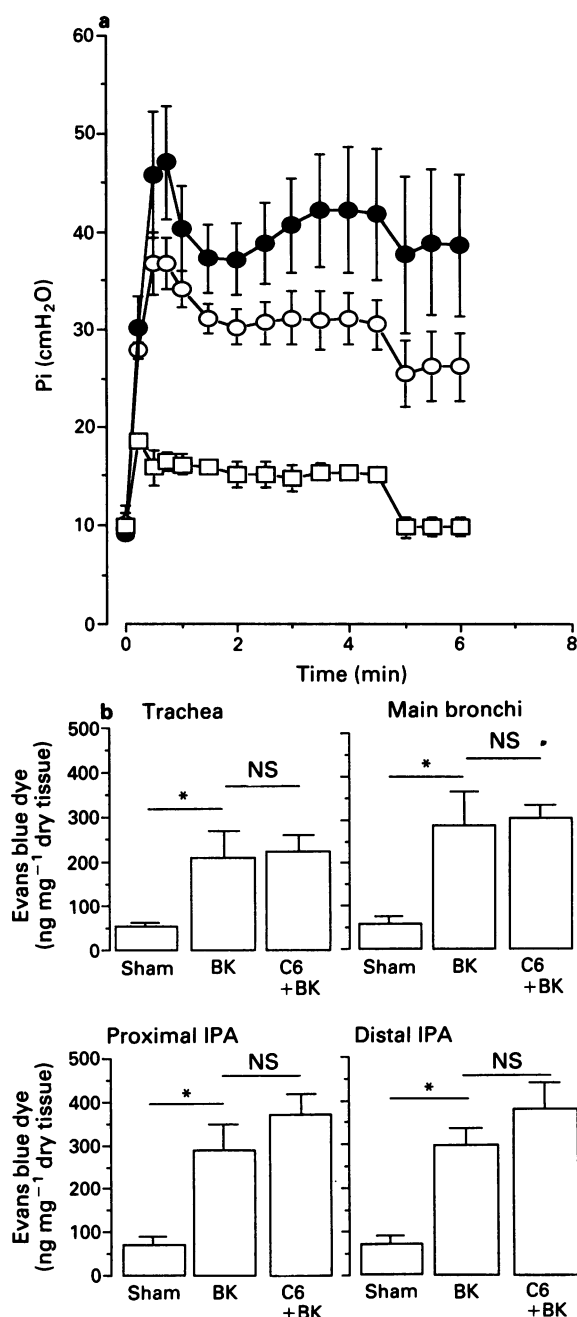 a
60
50
40
30
20
10
0
Pi (cmH₂O)
0 2 4 6 8
Time (min)
b Trachea
Main bronchi
500
400
300
200
100
0
Evans blue dye
(ng mg⁻¹ dry tissue)
* NS
* NS
Sham BK C6
+BK
Sham BK C6
+BK
Proximal IPA
Distal IPA
500
400
300
200
100
0
Evans blue dye
(ng mg⁻¹ dry tissue)
* NS
* NS
Sham BK C6
+BK
Sham BK C6
+BK